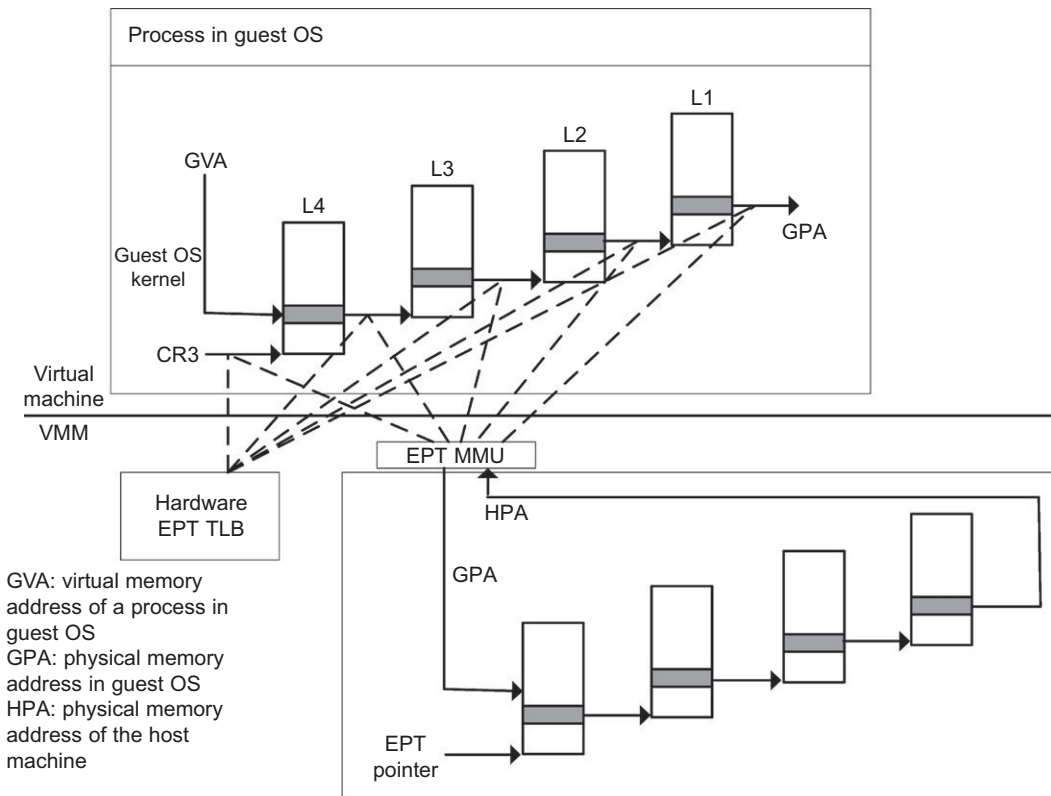 Process in guest OS
L1
L2
L3
L4
GVA
GPA
Guest OS
kernel
CR3
Virtual
machine
VMM
EPT MMU
Hardware
EPT TLB
HPA
GPA
EPT
pointer
GVA: virtual memory
address of a process in
guest OS
GPA: physical memory
address in guest OS
HPA: physical memory
address of the host
machine